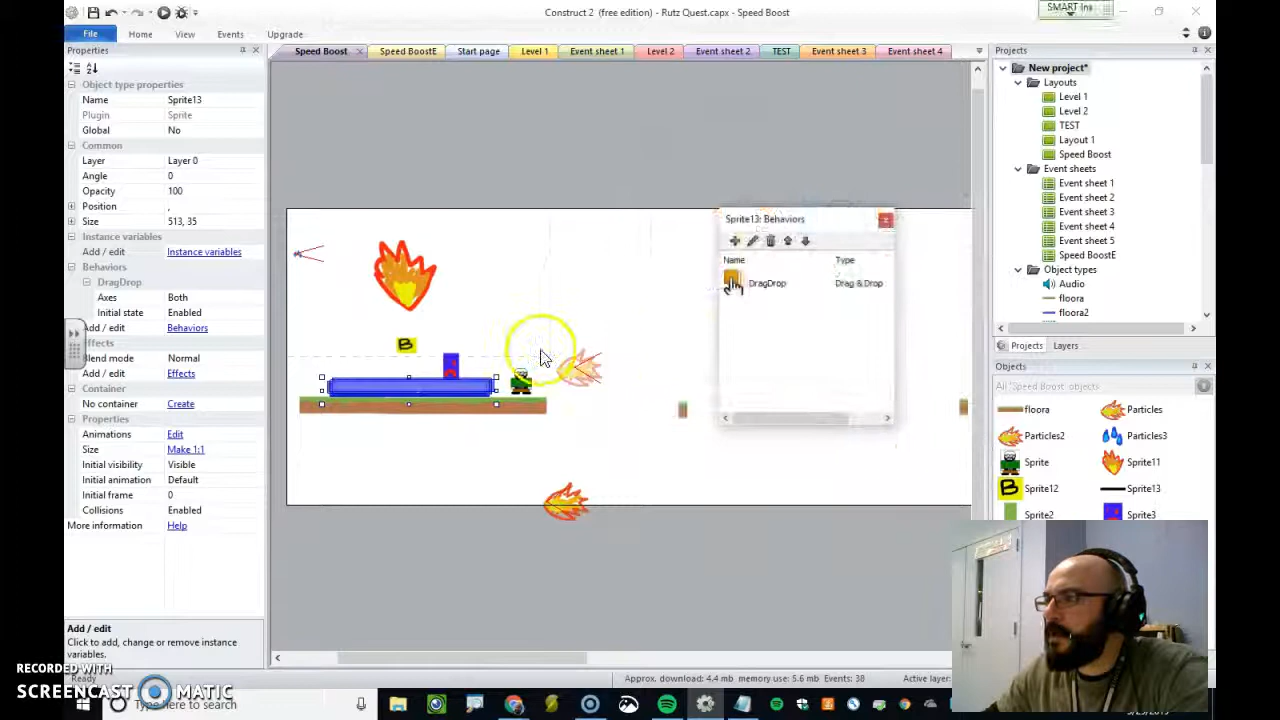 Construct 2 (free edition) - Rutz Quest.capx - Speed Boost
SMART Ink
File
Home
View
Events
Sheet
Properties
Speed Boost
Speed BoostE
Start page
Level 1
Event sheet 1
Level 2
Event sheet 2
TEST
Event sheet 3
Event sheet 4
Projects
Object type properties
Name Sprite13
Plugin Sprite
Global No
Common
Layer Layer 0
Angle 0
Opacity 100
Position ,
Size 513, 35
Instance variables
Add / edit Instance variables
Behaviors
DragDrop
Axes Both
Initial state Enabled
Add / edit Behaviors
Effects
Blend mode Normal
Add / edit Effects
Container
No container Create
Properties
Animations Edit
Size Make 1:1
Initial visibility Visible
Initial animation Default
Initial frame 0
Collisions Enabled
More information Help
Add / edit
Click to add, change or remove instance
variables.
Ready
B
Sprite13: Behaviors
Name Type
DragDrop Drag & Drop
New project*
Layouts
Level 1
Level 2
TEST
Layout 1
Speed Boost
Event sheets
Event sheet 1
Event sheet 2
Event sheet 3
Event sheet 4
Event sheet 5
Speed BoostE
Object types
Audio
floora
floora2
Projects Layers
Objects
All 'Speed Boost' objects
floora Particles
Particles2 Particles3
Sprite Sprite11
B Sprite12 Sprite13
Sprite2 Sprite3
Approx. download: 4.4 mb, memory use: 5.6 mb Events: 38 Active layer:
RECORDED WITH
SCREENCAST MATIC
Type here to search